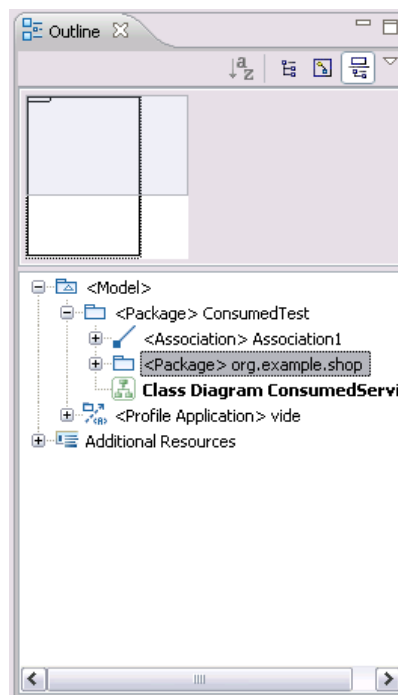 Outline
<Model>
<Package> ConsumedTest
<Association> Association1
<Package> org.example.shop
Class Diagram ConsumedServi
<Profile Application> vide
Additional Resources